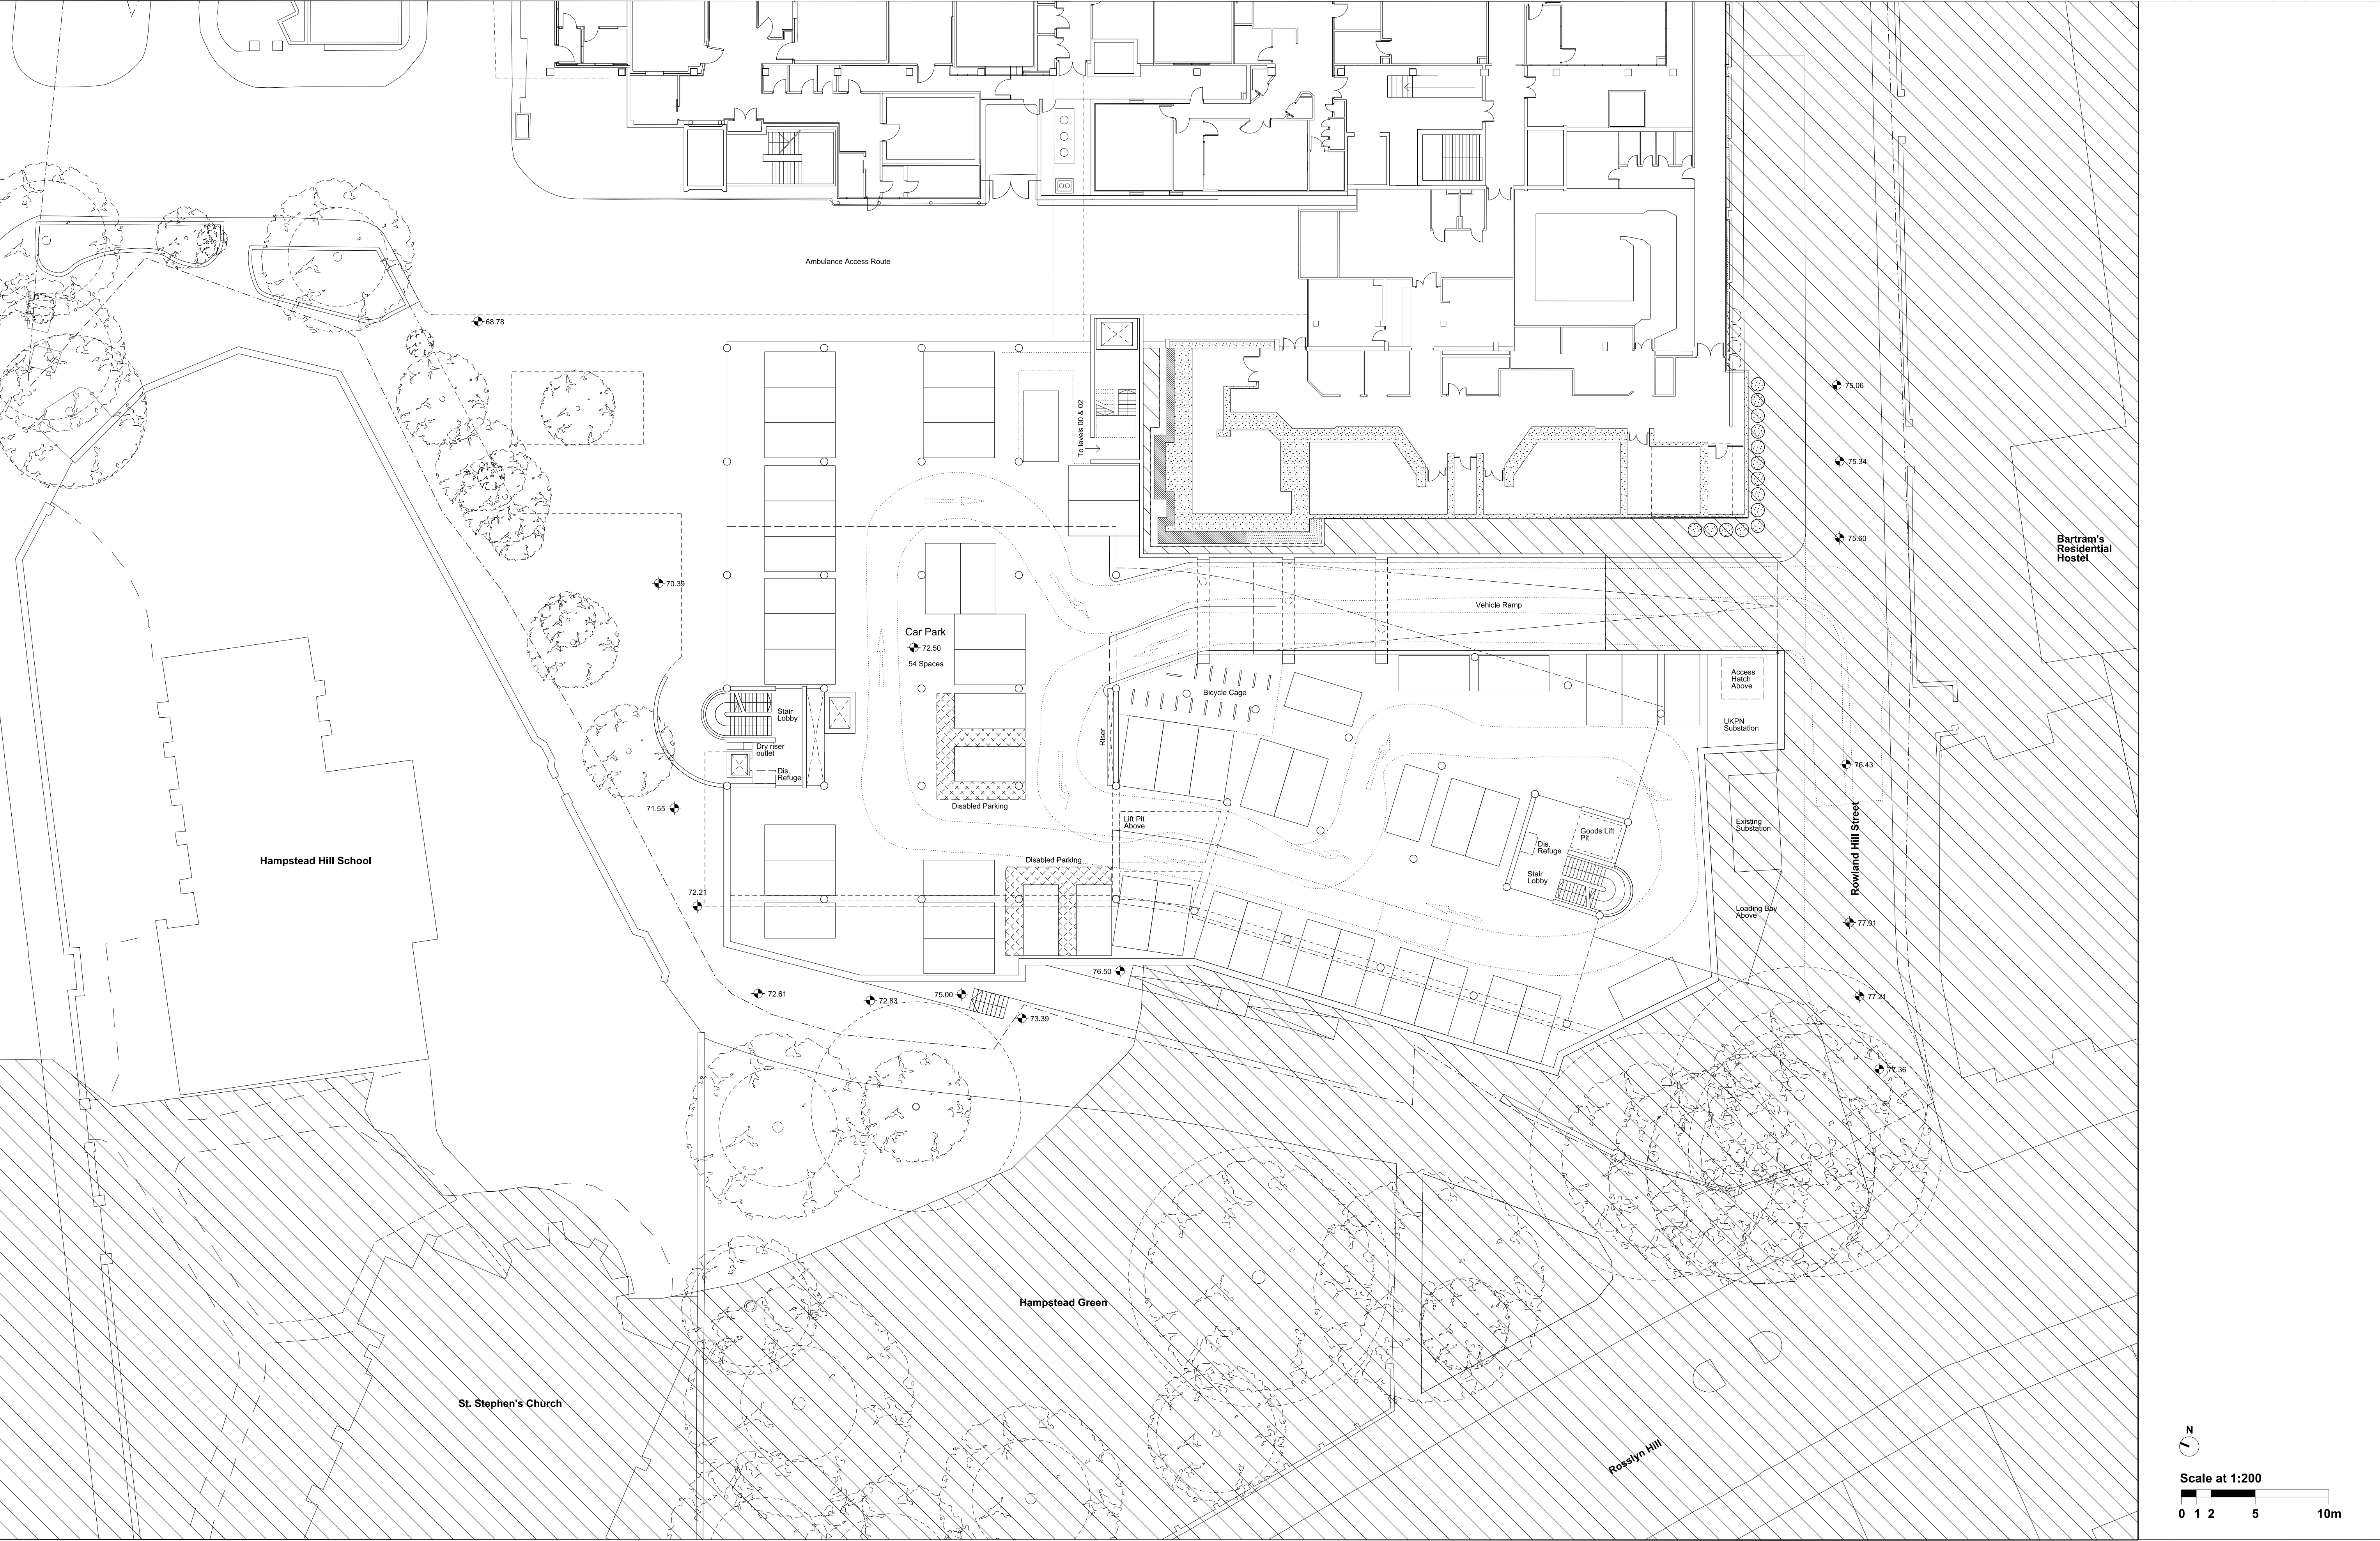 Ambulance Access Route
68.78
To levels 00 & 02
75.06
75.34
75.60
Bartram's
Residential
Hostel
70.39
Vehicle Ramp
Car Park
72.50
54 Spaces
Access
Hatch
Above
Bicycle Cage
Stair
Lobby
UKPN
Substation
Riser
Dry riser
outlet
Dis.
Refuge
76.43
71.55
Disabled Parking
Lift Pit
Above
Existing
Substation
Goods Lift
Pit
Dis.
Refuge
Rowland Hill Street
Hampstead Hill School
Disabled Parking
Stair
Lobby
72.21
Loading Bay
Above
77.01
76.50
72.61
72.83
75.00
73.39
77.21
77.36
Hampstead Green
St. Stephen's Church
Rosslyn Hill
N
Scale at 1:200
0 1 2 5 10m